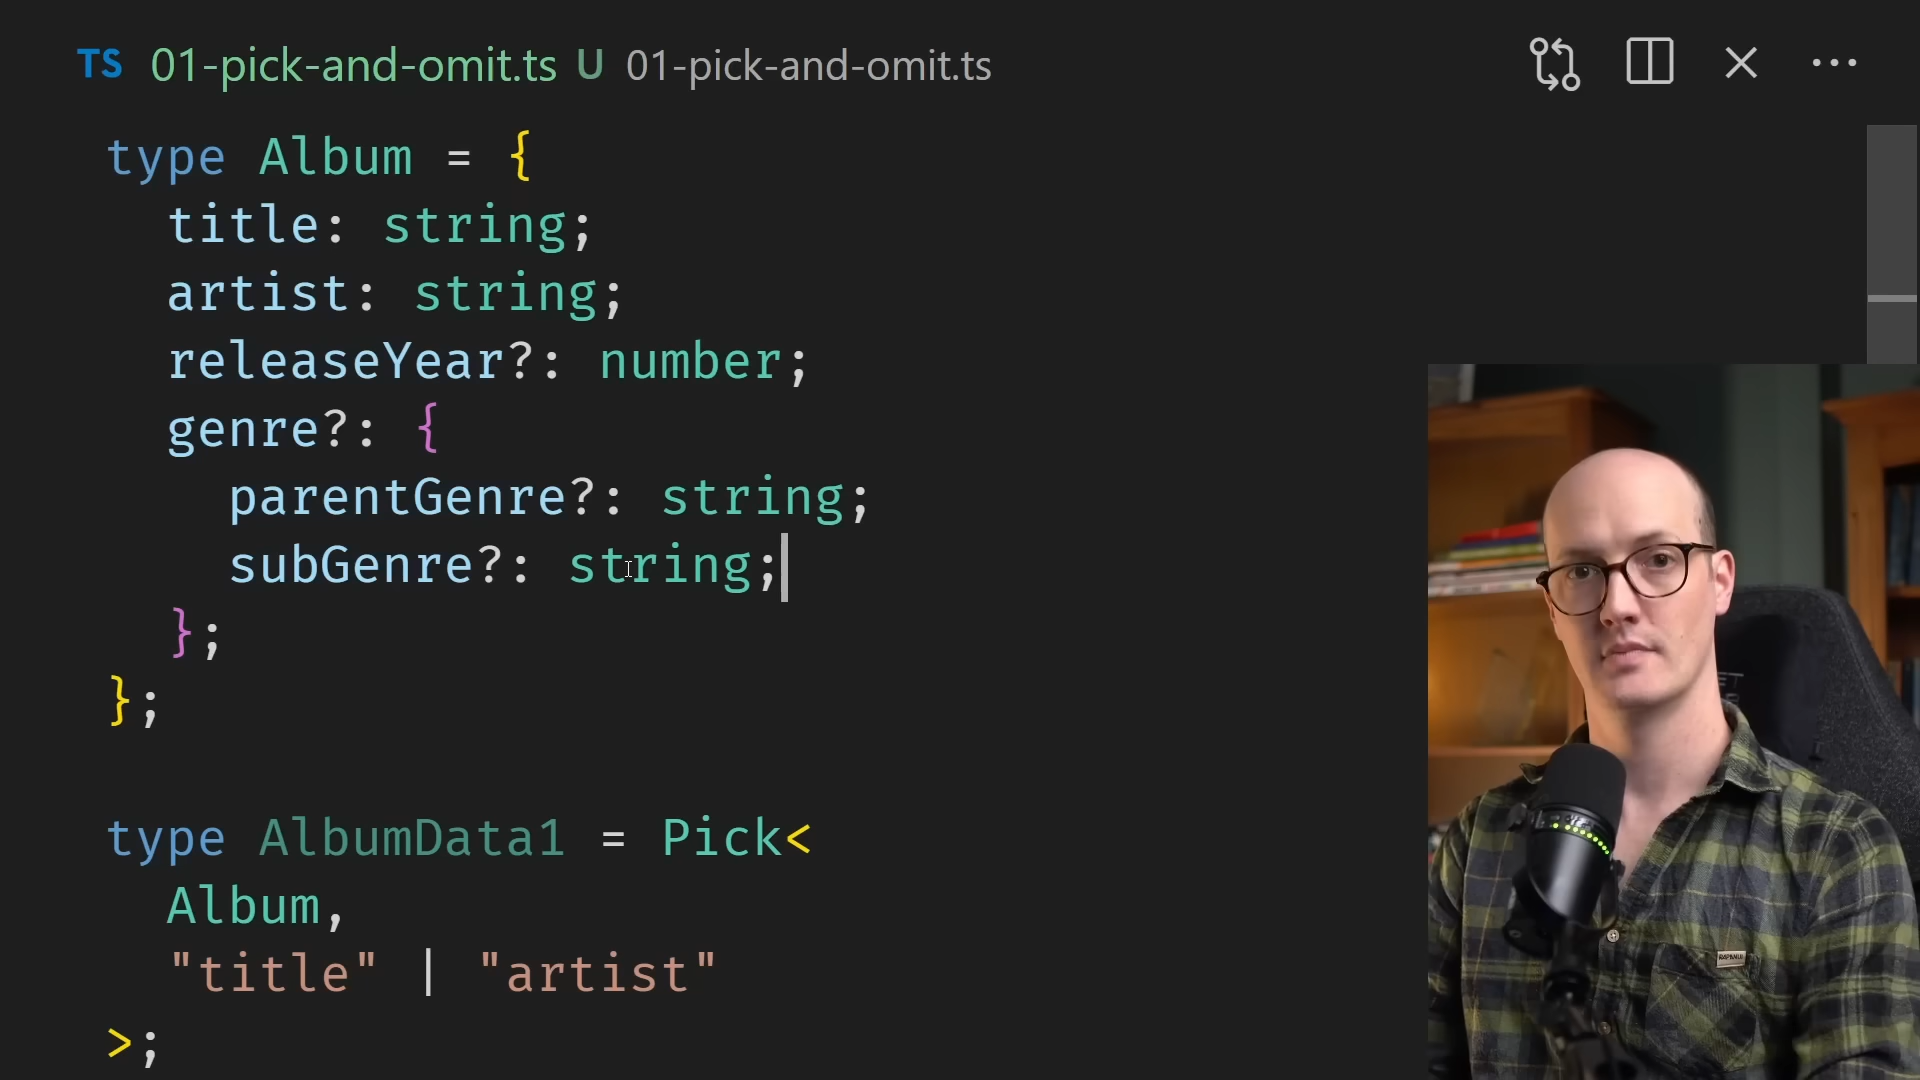 TS 01-pick-and-omit.ts U 01-pick-and-omit.ts
type Album = {
title: string;
artist: string;
releaseYear?: number;
genre?: {
parentGenre?: string;
subGenre?: string;
};
};
type AlbumData1 = Pick<
Album,
"title" | "artist"
>;